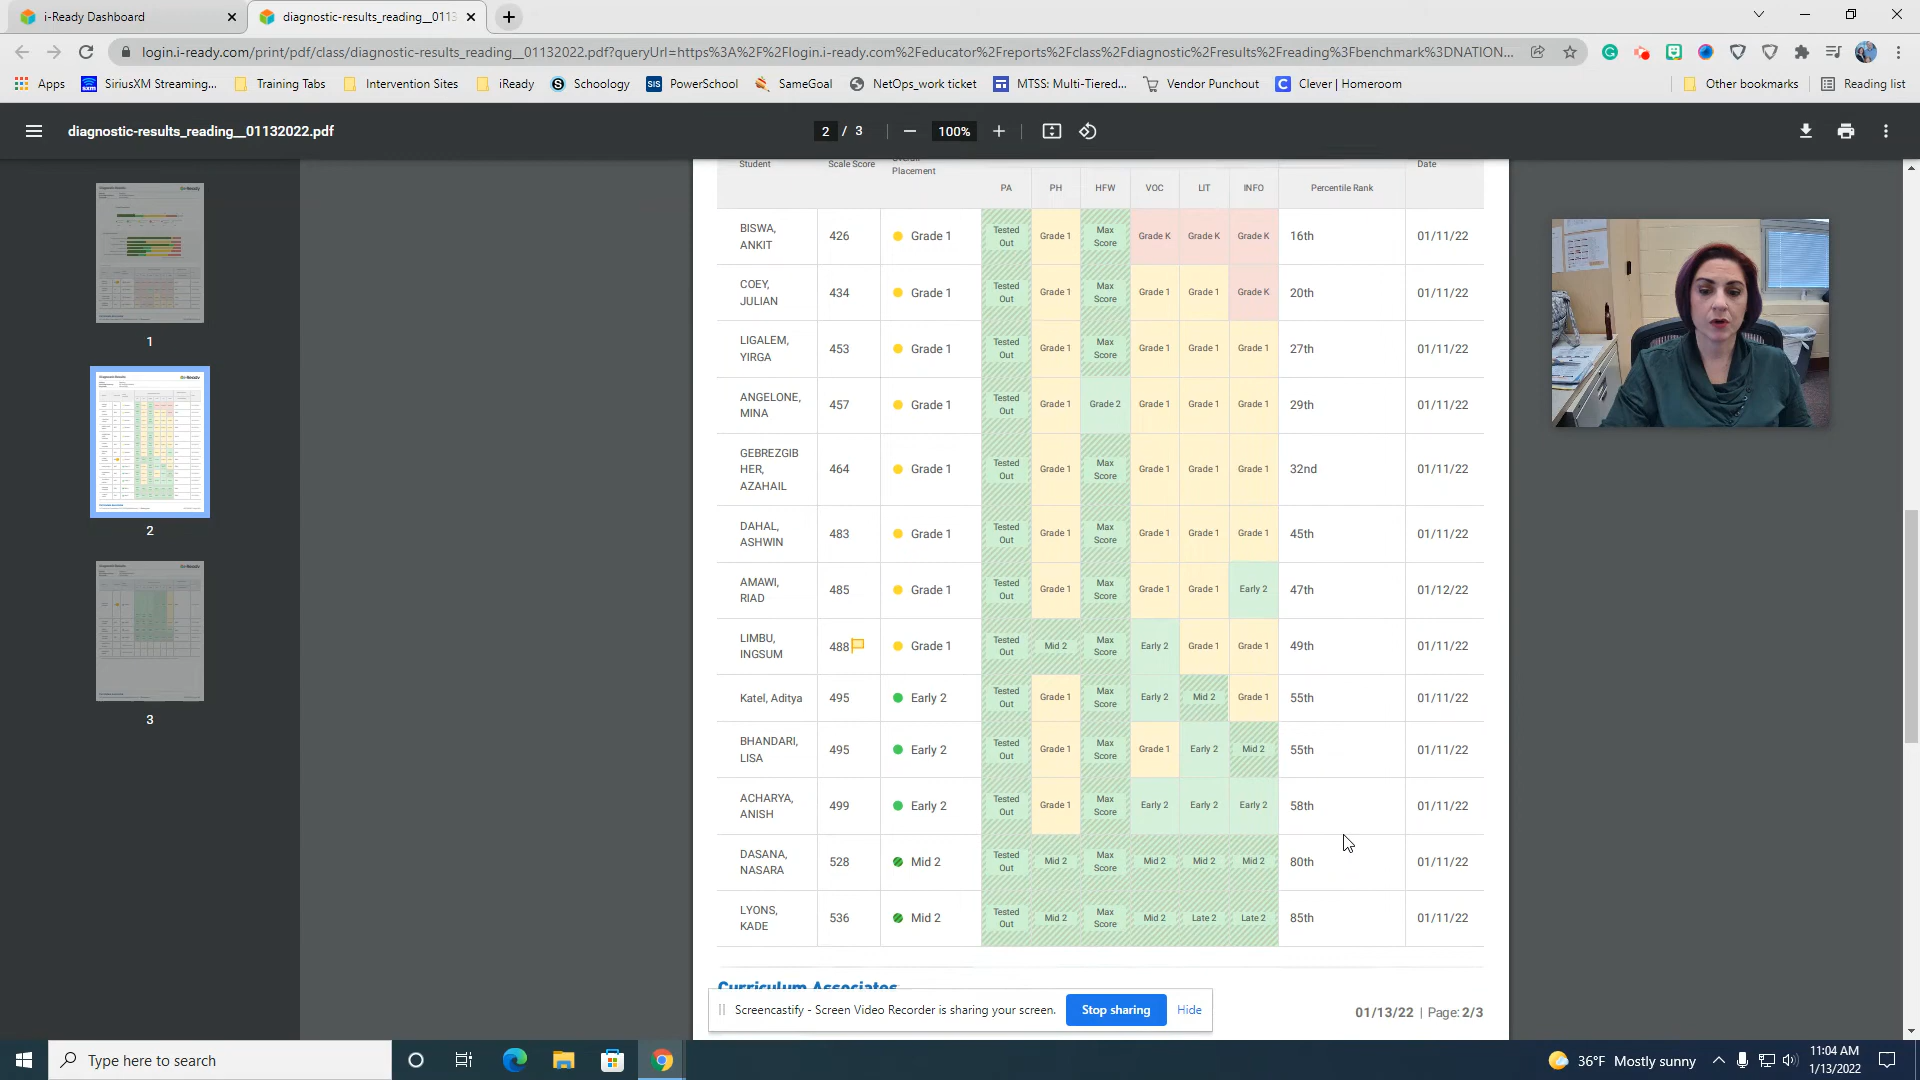 i-Ready Dashboard
diagnostic-results_reading__0113
login.i-ready.com/print/pdf/class/diagnostic-results_reading__01132022.pdf?queryUrl=https%3A%2F%2Flogin.i-ready.com%2Feducator%2Freports%2Fclass%2Fdiagnostic%2Fresults%2Freading%3Fbenchmark%3DNATION...
Apps SiriusXM Streaming... Training Tabs Intervention Sites iReady Schoology PowerSchool SameGoal NetOps_work ticket MTSS: Multi-Tiered... Vendor Punchout Clever | Homeroom Other bookmarks Reading list
diagnostic-results_reading__01132022.pdf 2 / 3 100%
1
2
3
Student Scale Score Overall Placement Date
PA PH HFW VOC LIT INFO Percentile Rank
BISWA, ANKIT 426 Grade 1 Tested Out Grade 1 Max Score Grade K Grade K Grade K 16th 01/11/22
COEY, JULIAN 434 Grade 1 Tested Out Grade 1 Max Score Grade 1 Grade 1 Grade K 20th 01/11/22
LIGALEM, YIRGA 453 Grade 1 Tested Out Grade 1 Max Score Grade 1 Grade 1 Grade 1 27th 01/11/22
ANGELONE, MINA 457 Grade 1 Tested Out Grade 1 Grade 2 Grade 1 Grade 1 Grade 1 29th 01/11/22
GEBREZGIB HER, AZAHAIL 464 Grade 1 Tested Out Grade 1 Max Score Grade 1 Grade 1 Grade 1 32nd 01/11/22
DAHAL, ASHWIN 483 Grade 1 Tested Out Grade 1 Max Score Grade 1 Grade 1 Grade 1 45th 01/11/22
AMAWI, RIAD 485 Grade 1 Tested Out Grade 1 Max Score Grade 1 Grade 1 Early 2 47th 01/12/22
LIMBU, INGSUM 488 Grade 1 Tested Out Mid 2 Max Score Early 2 Grade 1 Grade 1 49th 01/11/22
Katel, Aditya 495 Early 2 Tested Out Grade 1 Max Score Early 2 Mid 2 Grade 1 55th 01/11/22
BHANDARI, LISA 495 Early 2 Tested Out Grade 1 Max Score Grade 1 Early 2 Mid 2 55th 01/11/22
ACHARYA, ANISH 499 Early 2 Tested Out Grade 1 Max Score Early 2 Early 2 Early 2 58th 01/11/22
DASANA, NASARA 528 Mid 2 Tested Out Mid 2 Max Score Mid 2 Mid 2 Mid 2 80th 01/11/22
LYONS, KADE 536 Mid 2 Tested Out Mid 2 Max Score Mid 2 Late 2 Late 2 85th 01/11/22
Curriculum Associates
Screencastify - Screen Video Recorder is sharing your screen. Stop sharing Hide
01/13/22 | Page: 2/3
Type here to search
36°F Mostly sunny
11:04 AM
1/13/2022